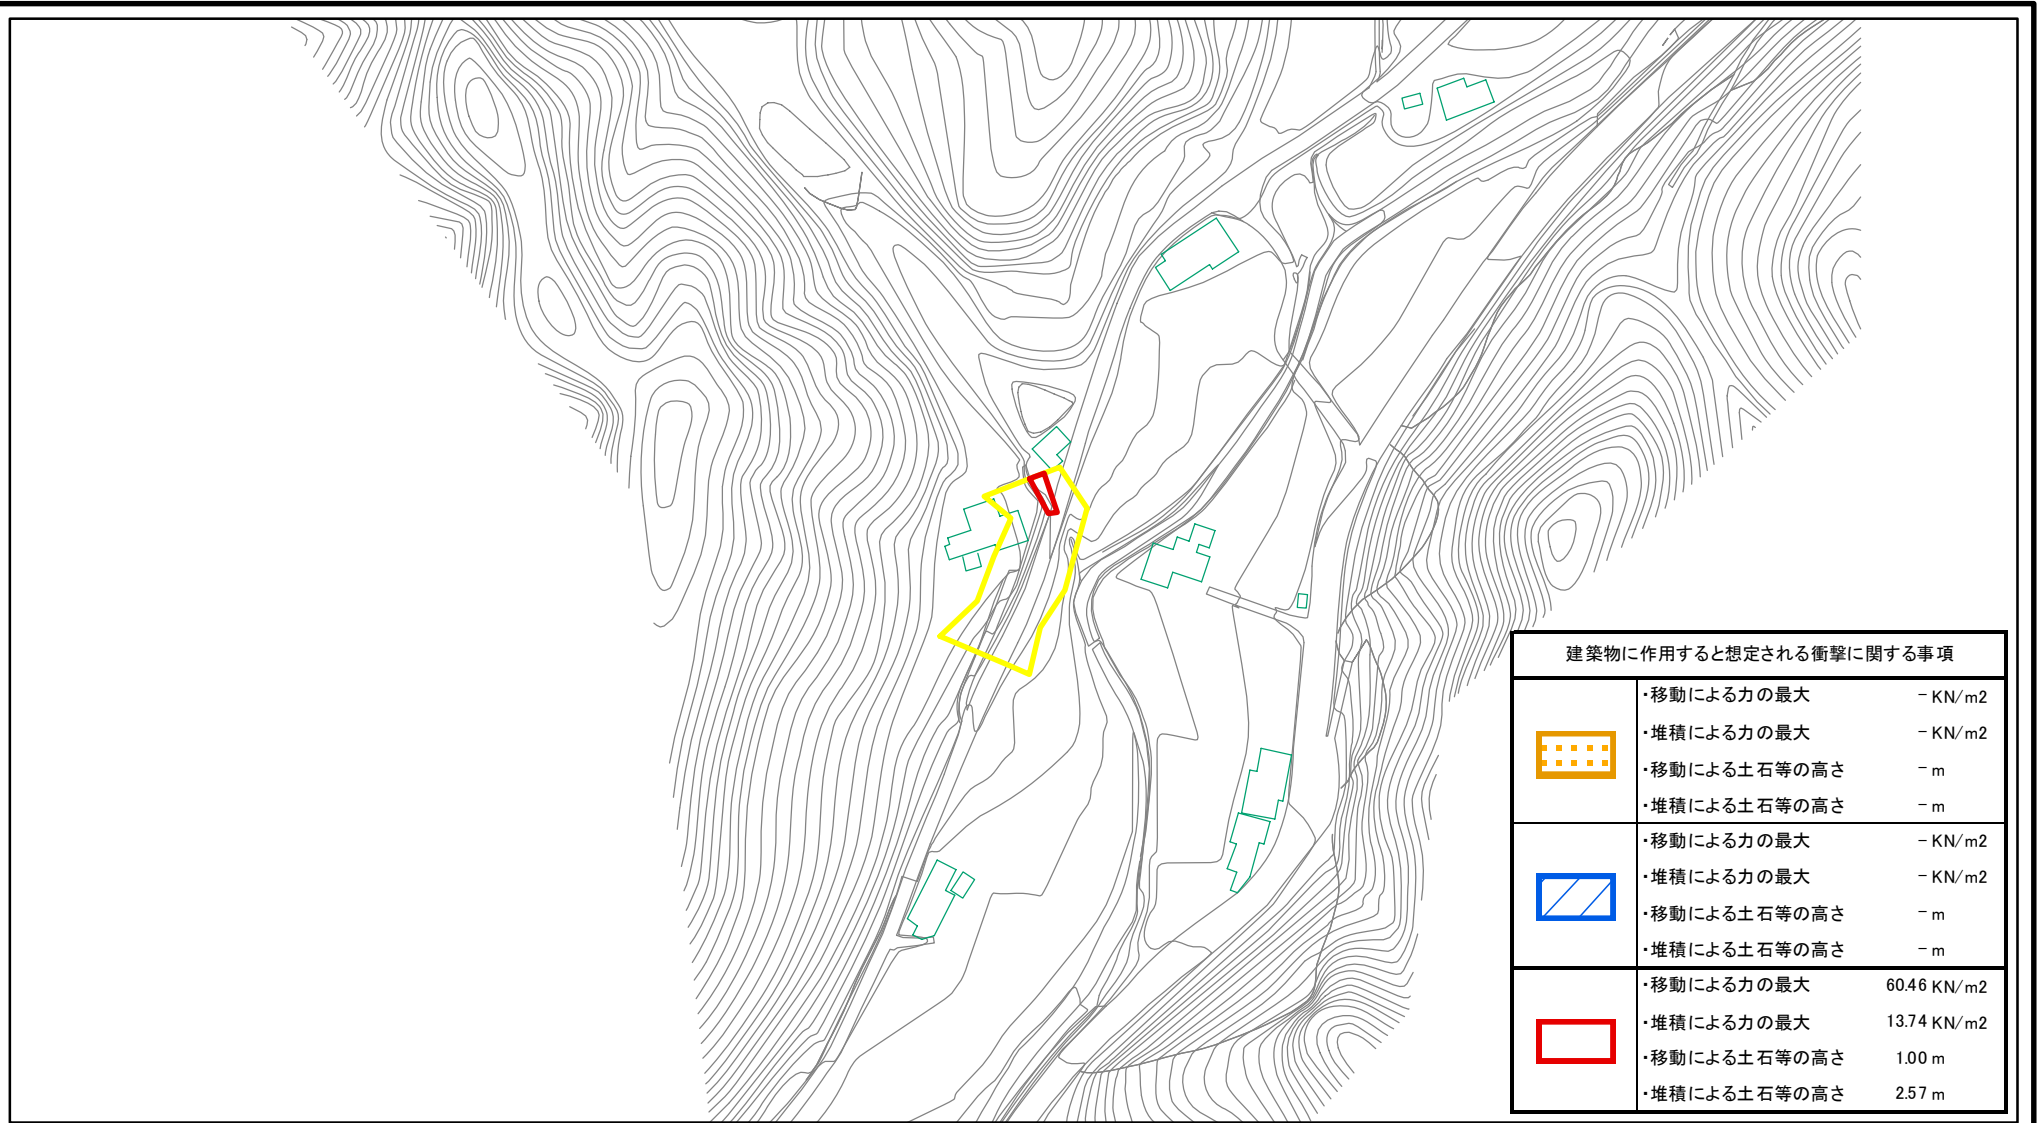 建築物に作用すると想定される衝撃に関する事項
・移動による力の最大 - KN/m2
・堆積による力の最大 - KN/m2
・移動による土石等の高さ - m
・堆積による土石等の高さ - m
・移動による力の最大 - KN/m2
・堆積による力の最大 - KN/m2
・移動による土石等の高さ - m
・堆積による土石等の高さ - m
・移動による力の最大 60.46 KN/m2
・堆積による力の最大 13.74 KN/m2
・移動による土石等の高さ 1.00 m
・堆積による土石等の高さ 2.57 m